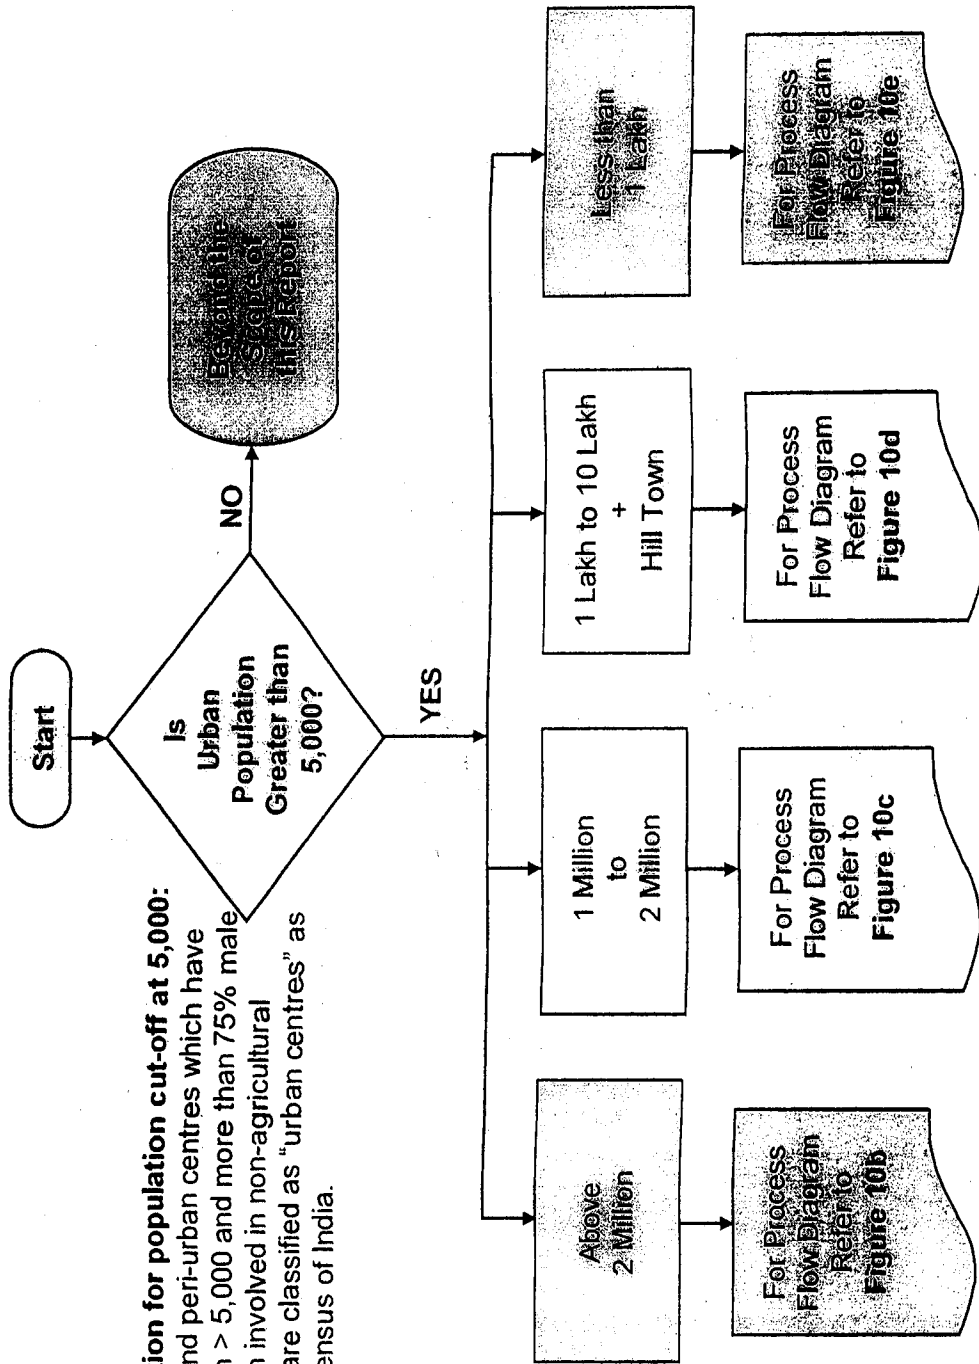 Start
Is
Urban
Population
Greater than
5,000?
NO
Beyond the
Scope of
this Report
YES
tion for population cut-off at 5,000:
nd peri-urban centres which have
n > 5,000 and more than 75% male
n involved in non-agricultural
are classified as “urban centres” as
ensus of India.
Above
2 Million
1 Million
to
2 Million
1 Lakh to 10 Lakh
+
Hill Town
Less than
1 Lakh
For Process
Flow Diagram
Refer to
Figure 10b
For Process
Flow Diagram
Refer to
Figure 10c
For Process
Flow Diagram
Refer to
Figure 10d
For Process
Flow Diagram
Refer to
Figure 10e